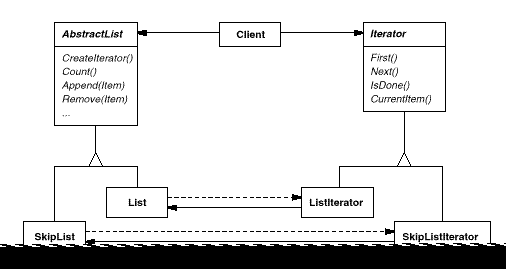 AbstractList
Client
Iterator
CreateIterator()
Count()
Append(Item)
Remove(Item)
...
First()
Next()
IsDone()
CurrentItem()
List
ListIterator
SkipList
SkipListIterator